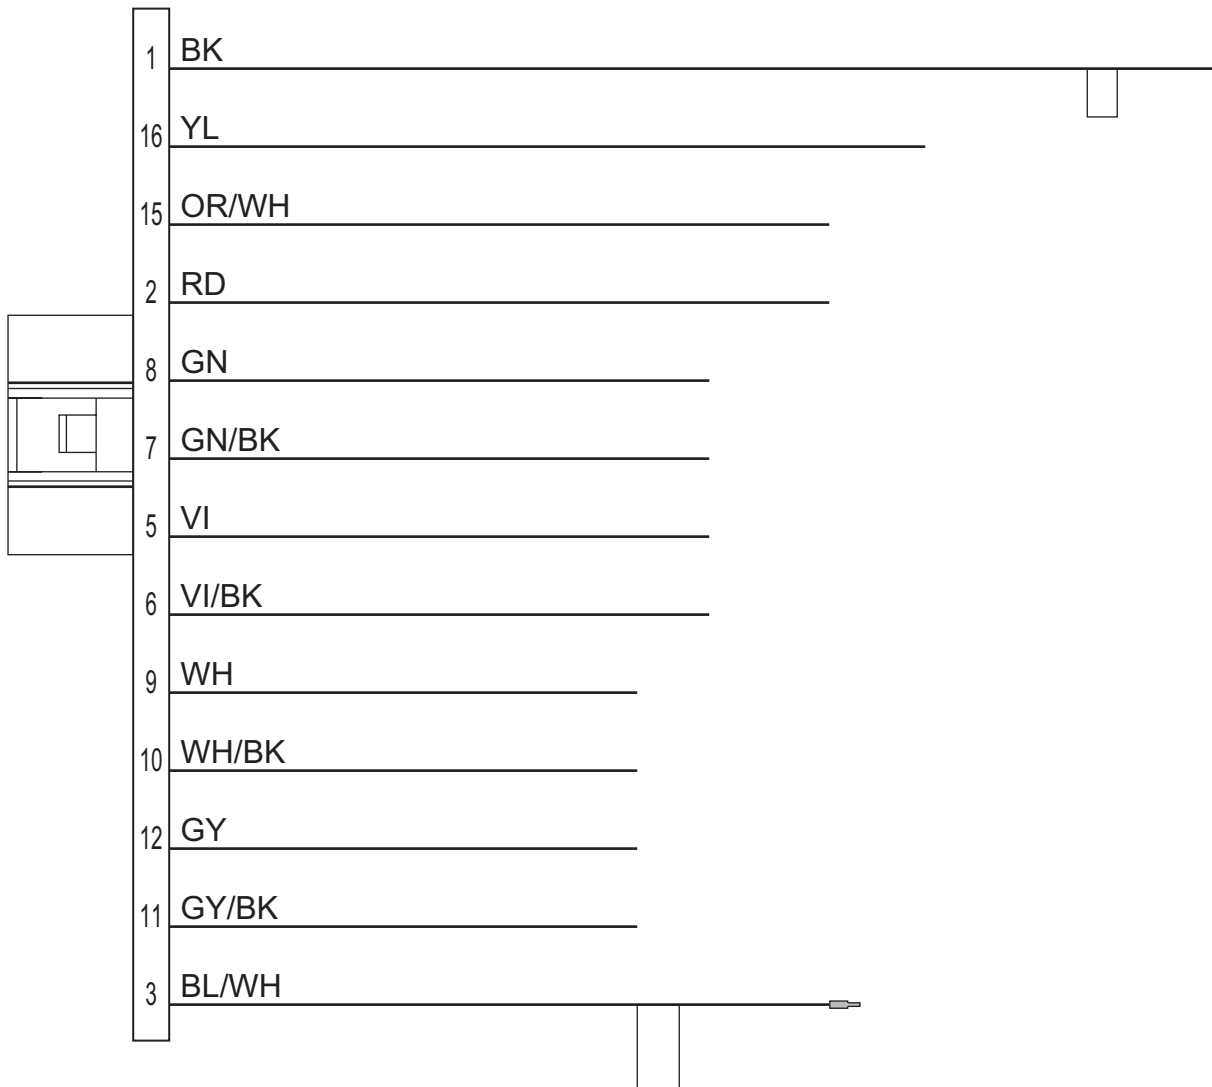 1 BK
16 YL
15 OR/WH
2 RD
8 GN
7 GN/BK
5 VI
6 VI/BK
9 WH
10 WH/BK
12 GY
11 GY/BK
3 BL/WH